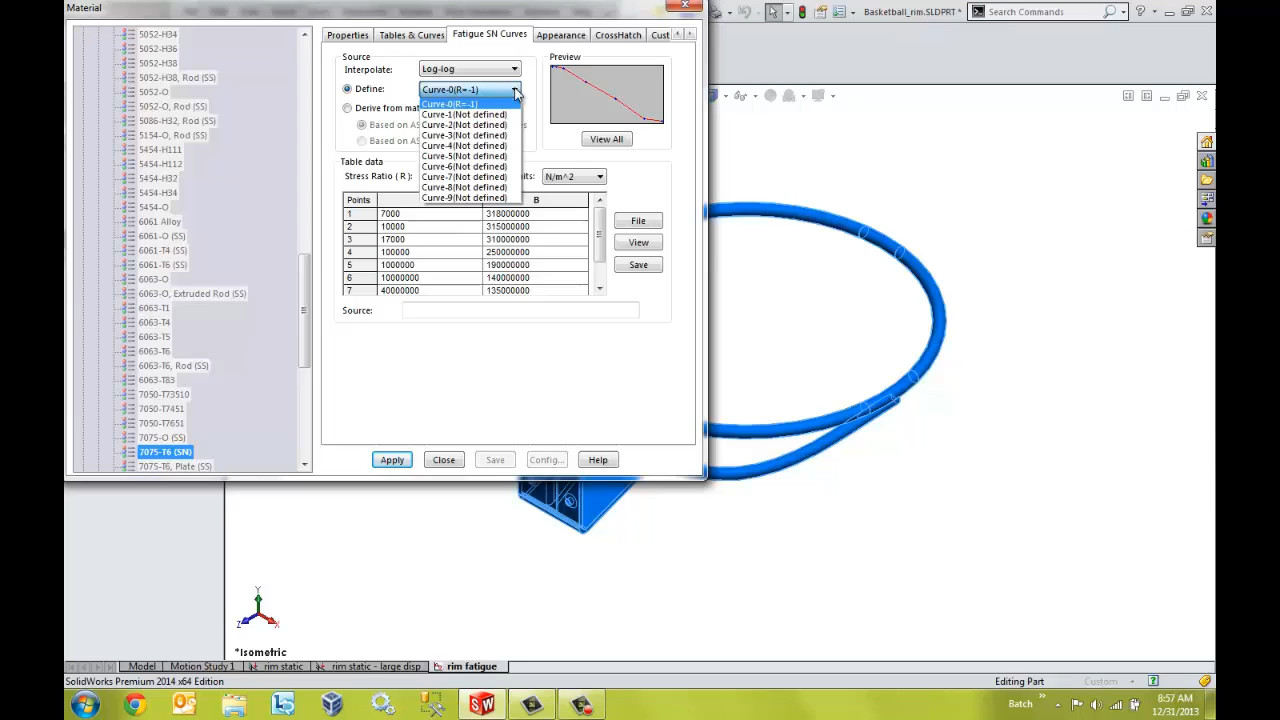 Material
Basketball_rim.SLDPRT *
Search Commands
5052-H34
5052-H36
5052-H38
5052-H38, Rod (SS)
5052-O
5052-O, Rod (SS)
5086-H32, Rod (SS)
5154-O, Rod (SS)
5454-H111
5454-H112
5454-H32
5454-H34
5454-O
6061 Alloy
6061-O (SS)
6061-T4 (SS)
6061-T6 (SS)
6063-O
6063-O, Extruded Rod (SS)
6063-T1
6063-T4
6063-T5
6063-T6
6063-T6, Rod (SS)
6063-T83
7050-T73510
7050-T7451
7050-T7651
7075-O (SS)
7075-T6 (SN)
7075-T6, Plate (SS)
Properties
Tables & Curves
Fatigue SN Curves
Appearance
CrossHatch
Cust
Source
Interpolate:
Log-log
Define:
Curve-0(R=-1)
Derive from mat
Based on AS
Based on AS
Curve-0(R=-1)
Curve-1(Not defined)
Curve-2(Not defined)
Curve-3(Not defined)
Curve-4(Not defined)
Curve-5(Not defined)
Curve-6(Not defined)
Curve-7(Not defined)
Curve-8(Not defined)
Curve-9(Not defined)
Preview
View All
Table data
Stress Ratio ( R ):
nits:
N/m^2
Points
B
1 7000 318000000
2 10000 315000000
3 17000 310000000
4 100000 250000000
5 1000000 190000000
6 10000000 140000000
7 40000000 135000000
File
View
Save
Source:
Apply
Close
Save
Config...
Help
Y
Z
X
*Isometric
Model
Motion Study 1
rim static
rim static - large disp
rim fatigue
SolidWorks Premium 2014 x64 Edition
Editing Part
Custom
Batch
8:57 AM
12/31/2013